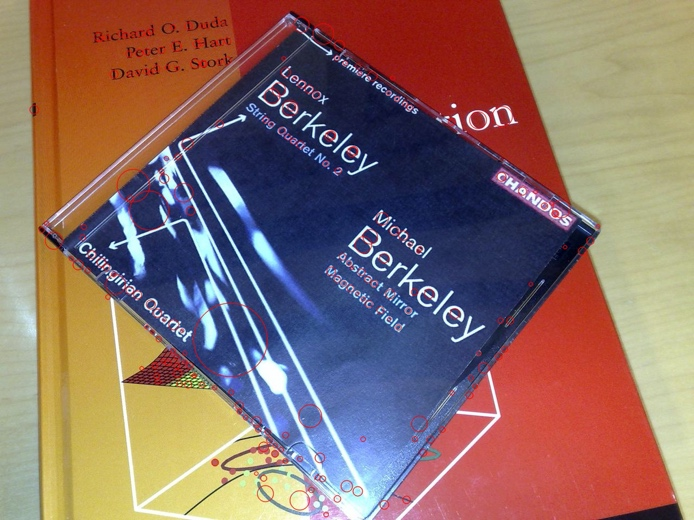 Richard O. Duda
Peter E. Hart
David G. Stork
premiere recordings
Lennox
Berkeley
String Quartet No. 2
CHANDOS
Michael
Berkeley
Abstract Mirror
Magnetic Field
Chilingirian Quartet